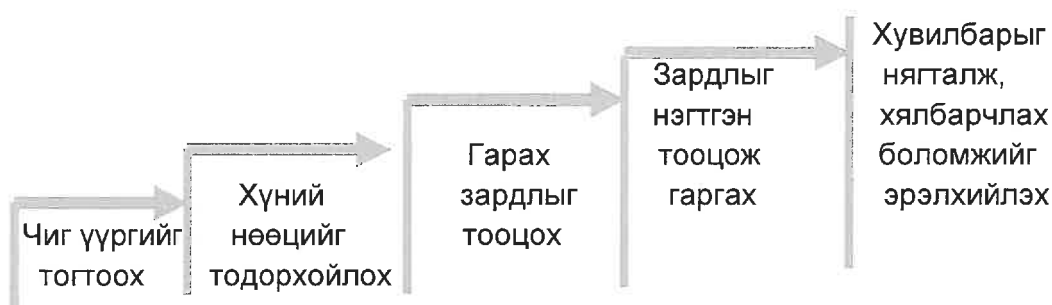 Чиг үүргийг
тогтоох
Хүний
нөөцийг
тодорхойлох
Гарах
зардлыг
тооцох
Зардлыг
нэгтгэн
тооцож
гаргах
Хувилбарыг
нягталж,
хялбарчлах
боломжийг
эрэлхийлэх